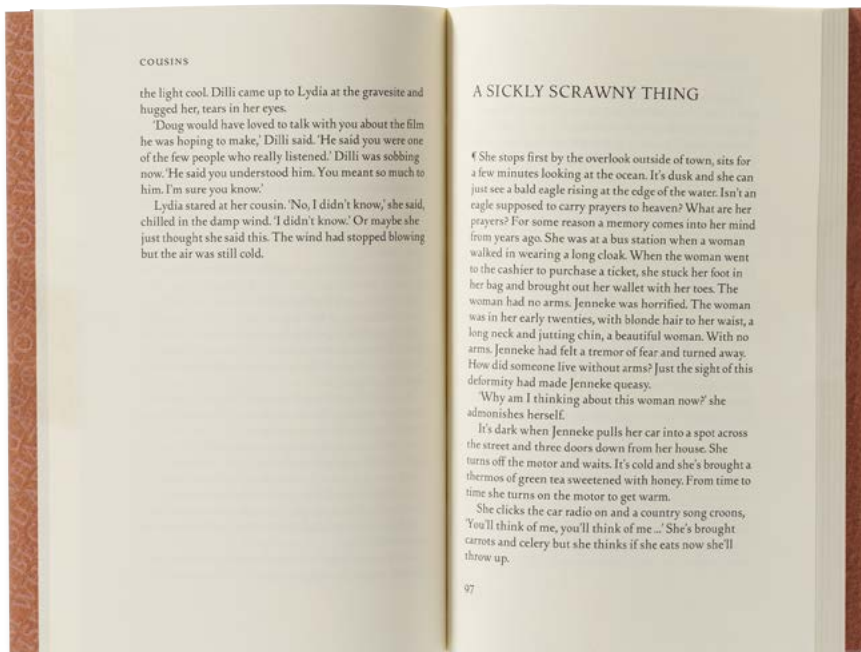 COUSINS
the light cool. Dilli came up to Lydia at the gravesite and
hugged her, tears in her eyes.
‘Doug would have loved to talk with you about the film
he was hoping to make,’ Dilli said. ‘He said you were one
of the few people who really listened.’ Dilli was sobbing
now. ‘He said you understood him. You meant so much to
him. I’m sure you know.’
Lydia stared at her cousin. ‘No, I didn’t know,’ she said,
chilled in the damp wind. ‘I didn’t know.’ Or maybe she
just thought she said this. The wind had stopped blowing
but the air was still cold.
A SICKLY SCRAWNY THING
¶ She stops first by the overlook outside of town, sits for
a few minutes looking at the ocean. It’s dusk and she can
just see a bald eagle rising at the edge of the water. Isn’t an
eagle supposed to carry prayers to heaven? What are her
prayers? For some reason a memory comes into her mind
from years ago. She was at a bus station when a woman
walked in wearing a long cloak. When the woman went
to the cashier to purchase a ticket, she stuck her foot in
her bag and brought out her wallet with her toes. The
woman had no arms. Jenneke was horrified. The woman
was in her early twenties, with blonde hair to her waist, a
long neck and jutting chin, a beautiful woman. With no
arms. Jenneke had felt a tremor of fear and turned away.
How did someone live without arms? Just the sight of this
deformity had made Jenneke queasy.
‘Why am I thinking about this woman now?’ she
admonishes herself.
It’s dark when Jenneke pulls her car into a spot across
the street and three doors down from her house. She
turns off the motor and waits. It’s cold and she’s brought a
thermos of green tea sweetened with honey. From time to
time she turns on the motor to get warm.
She clicks the car radio on and a country song croons,
‘You’ll think of me, you’ll think of me ...’ She’s brought
carrots and celery but she thinks if she eats now she’ll
throw up.
97